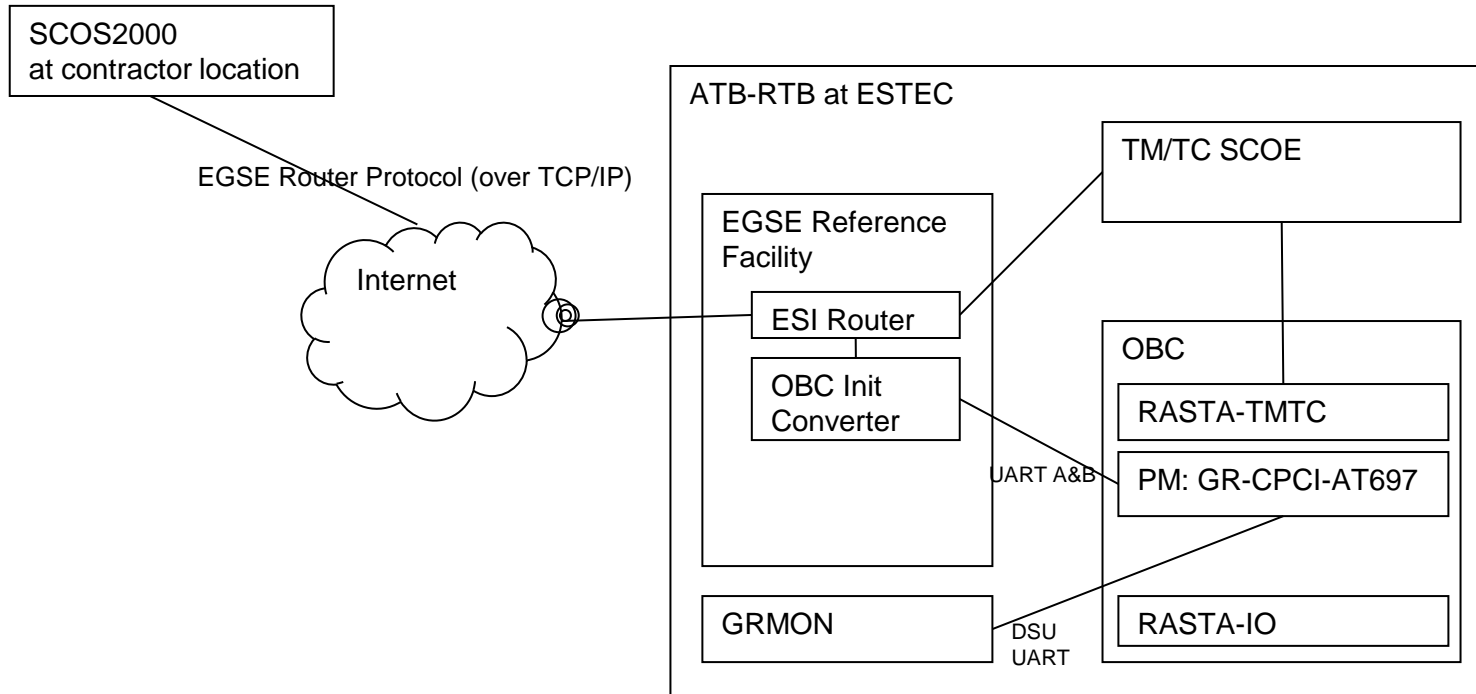 SCOS2000
at contractor location
ATB-RTB at ESTEC
TM/TC SCOE
EGSE Router Protocol (over TCP/IP)
EGSE Reference
Facility
Internet
ESI Router
OBC
OBC Init
Converter
RASTA-TMTC
UART A&B
PM: GR-CPCI-AT697
GRMON
DSU
UART
RASTA-IO